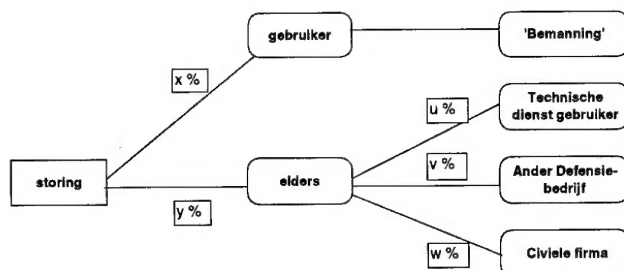 gebruiker
'Bemanning'
x %
u %
Technische
dienst gebruiker
storing
y %
elders
v %
Ander Defensie-
bedrijf
w %
Civiele firma